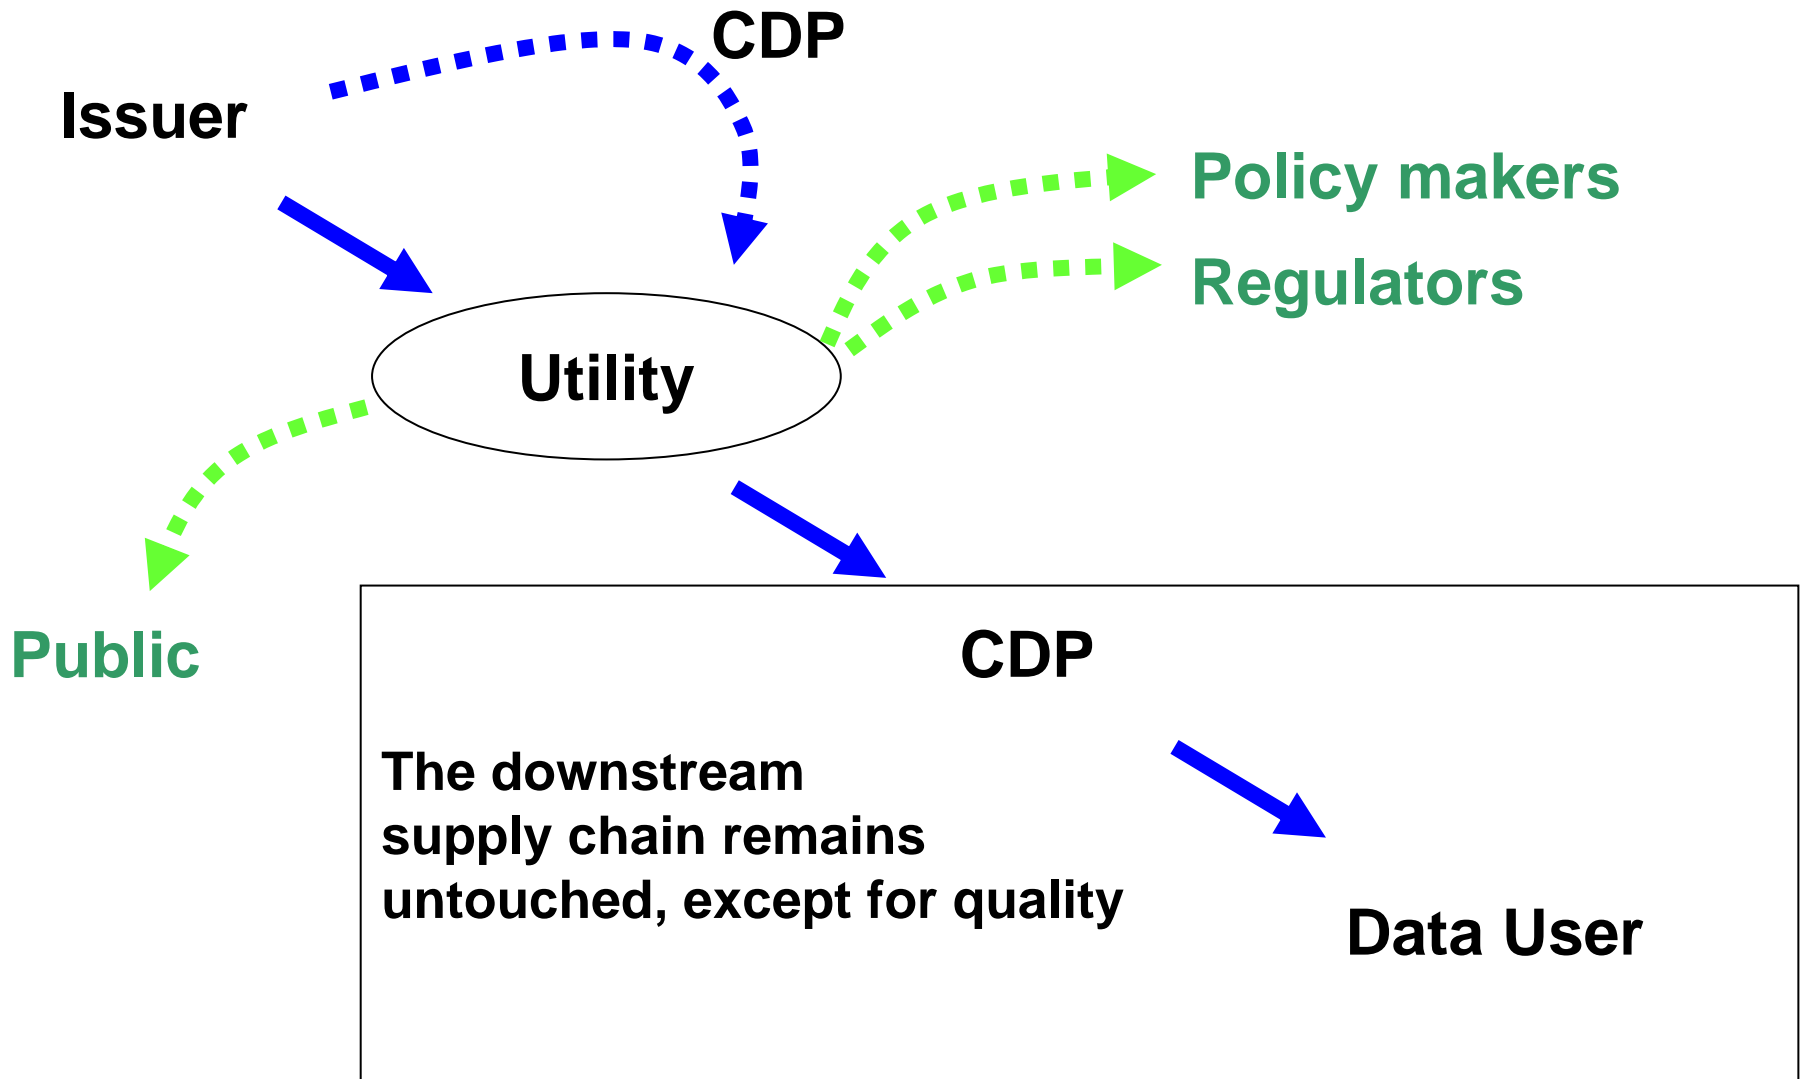 CDP
Issuer
Policy makers
Regulators
Utility
Public
CDP
The downstream
supply chain remains
untouched, except for quality
Data User